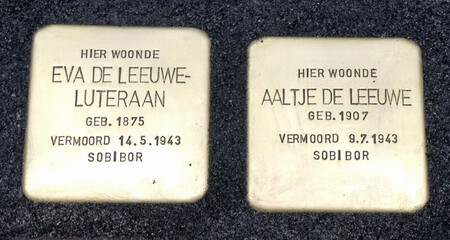 HIER WOONDE
EVA DE LEEUWE-
LUTERAAN
GEB. 1875
VERMOORD 14.5.1943
SOBIBOR
HIER WOONDE
AALTJE DE LEEUWE
GEB. 1907
VERMOORD 9.7.1943
SOBIBOR